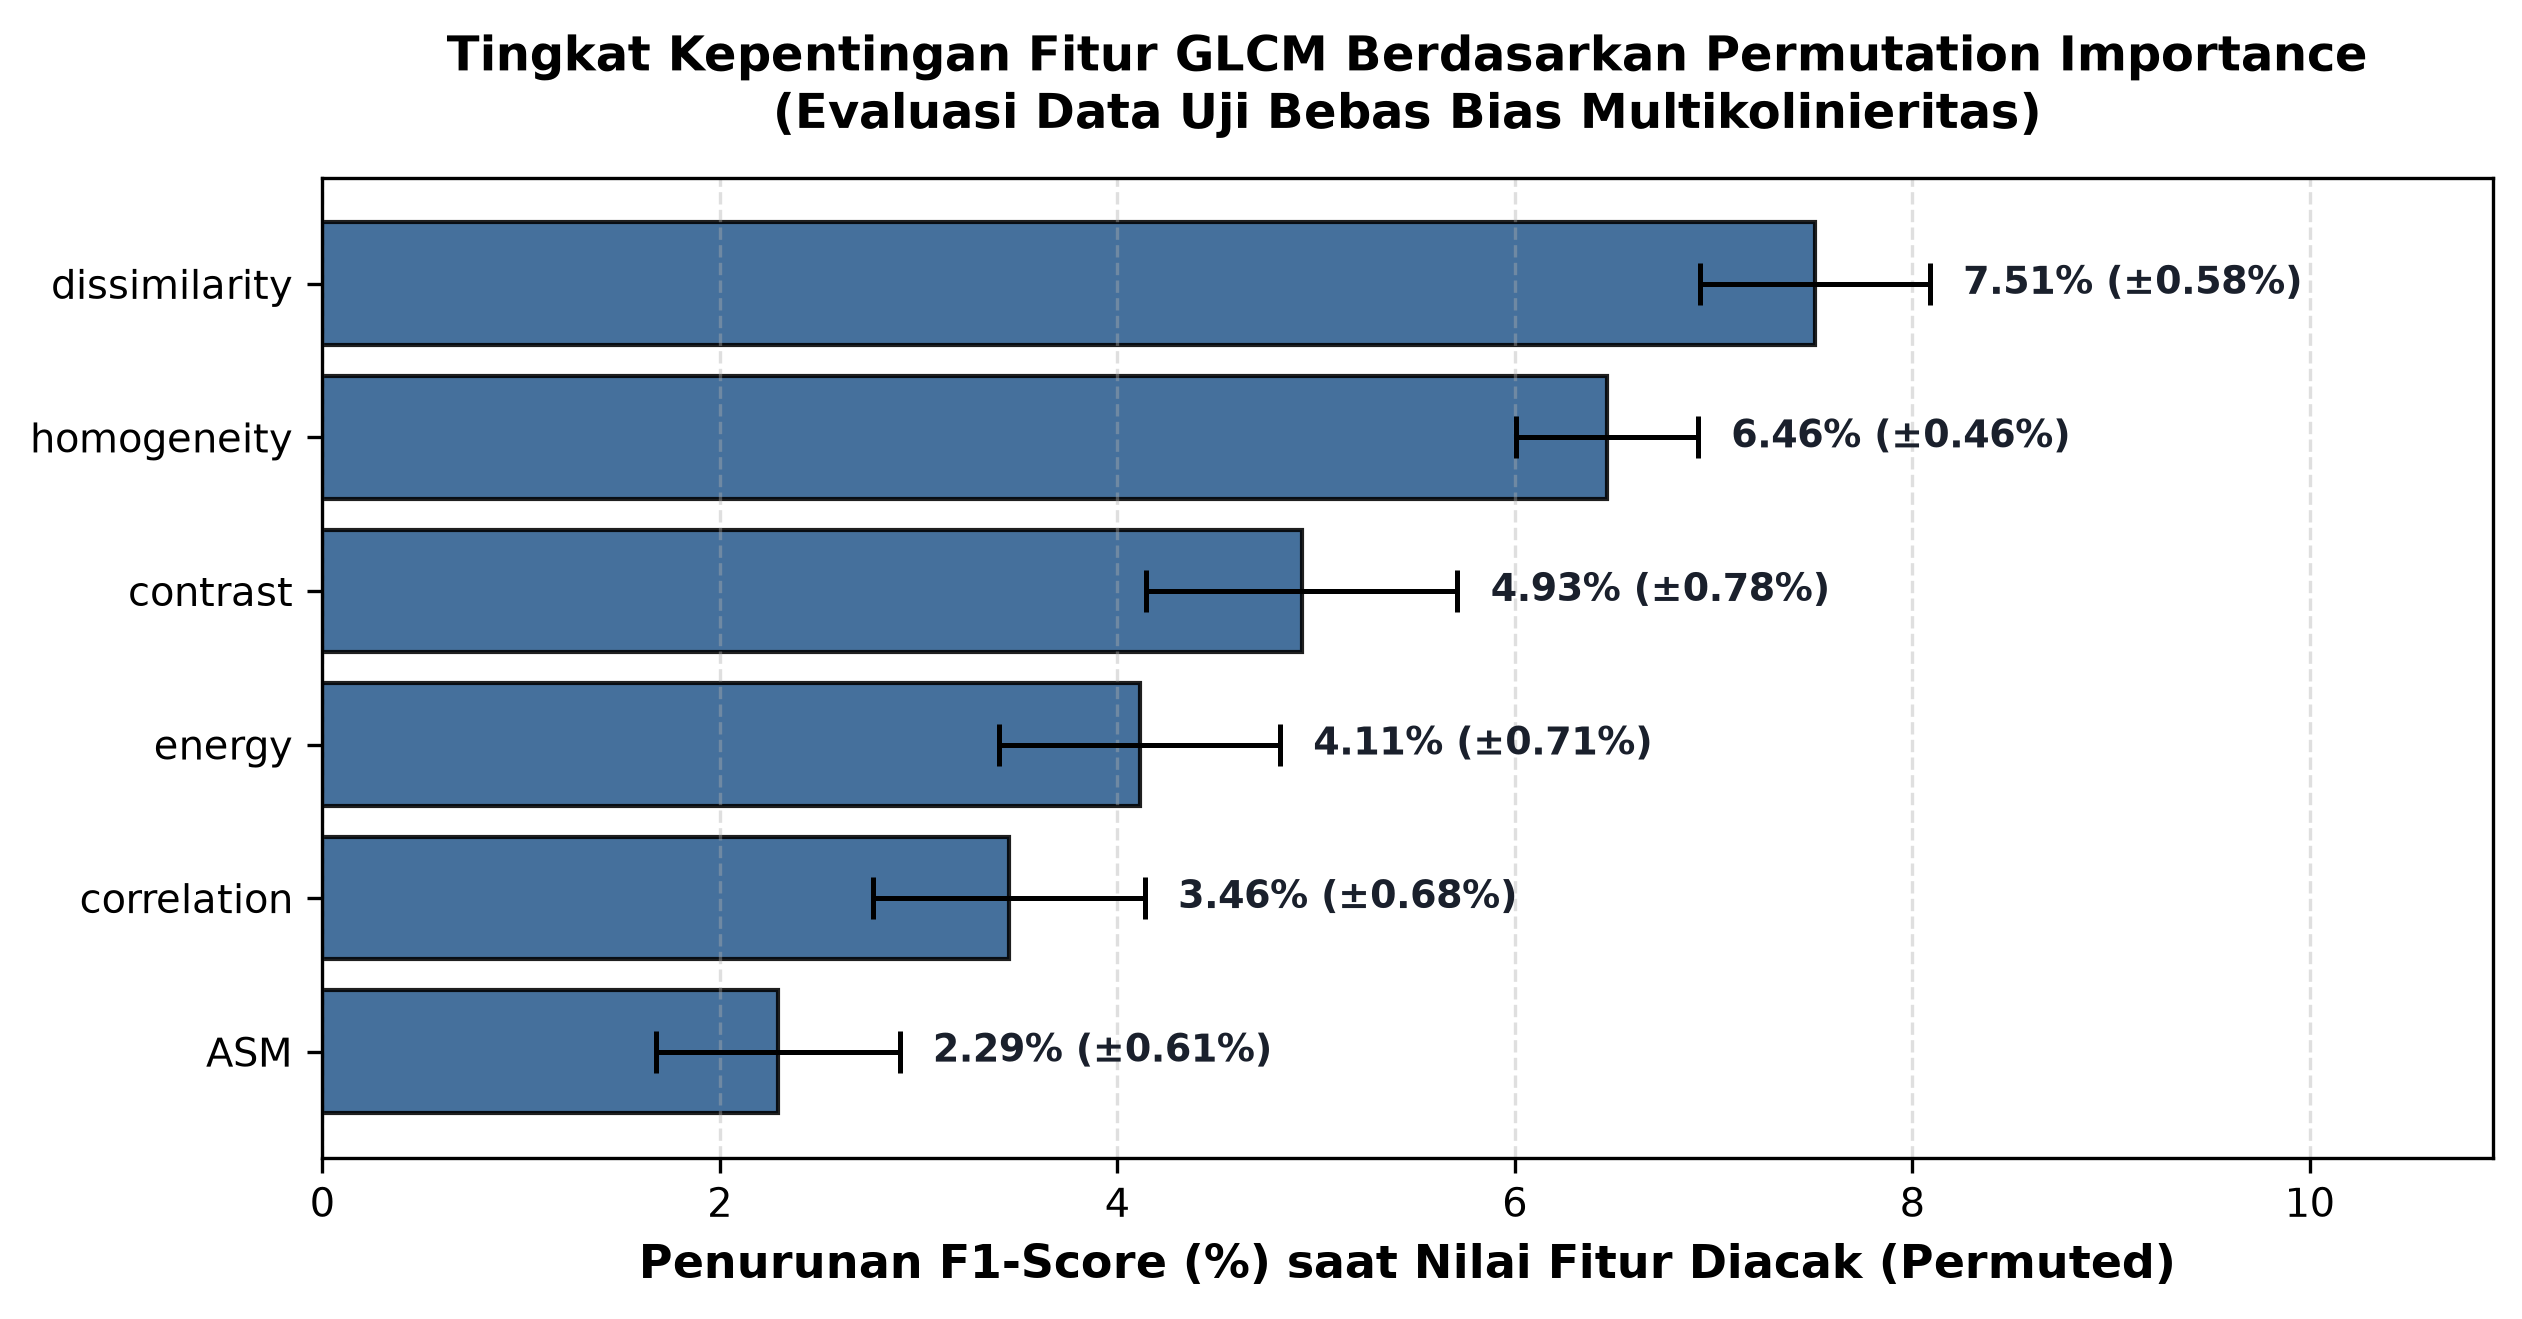 Tingkat Kepentingan Fitur GLCM Berdasarkan Permutation Importance
(Evaluasi Data Uji Bebas Bias Multikolinieritas)
dissimilarity
7.51% (±0.58%)
homogeneity
6.46% (±0.46%)
contrast
4.93% (±0.78%)
energy
4.11% (±0.71%)
correlation
3.46% (±0.68%)
ASM
2.29% (±0.61%)
0 2 4 6 8 10
Penurunan F1-Score (%) saat Nilai Fitur Diacak (Permuted)